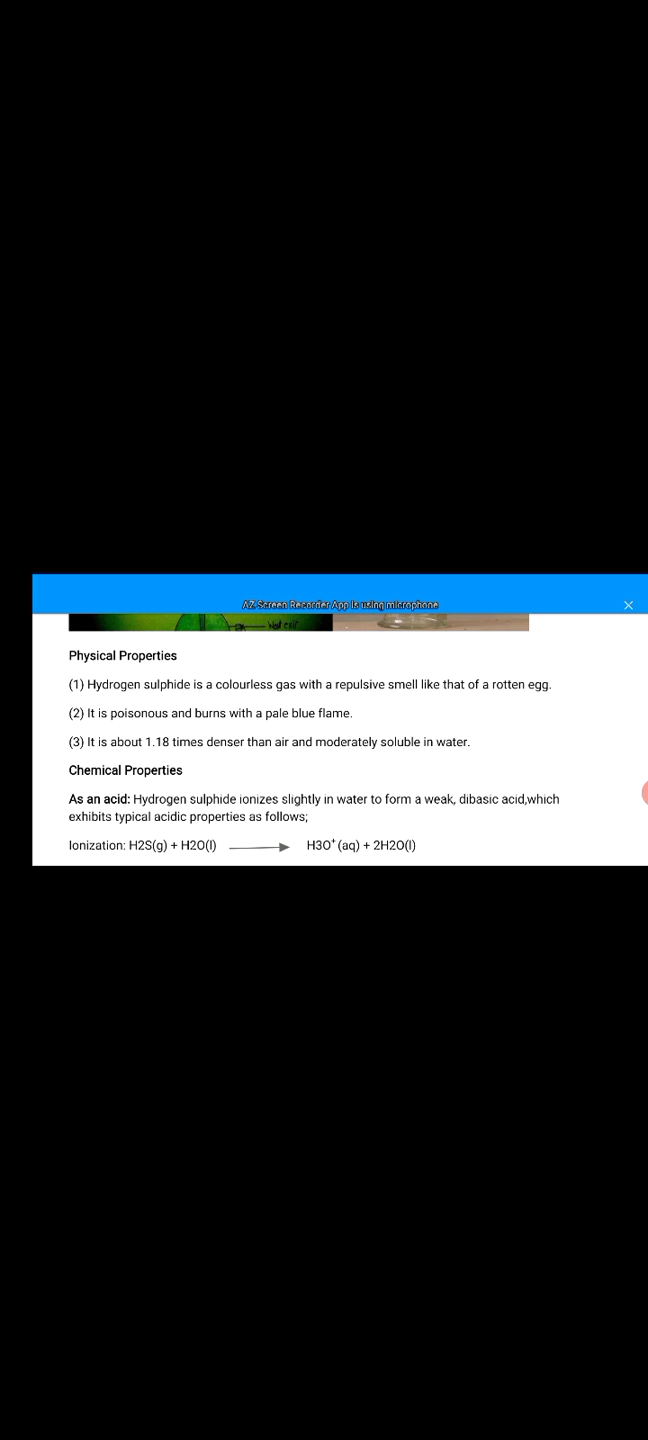 AZ Screen Recorder App is using microphone
Water
Physical Properties
(1) Hydrogen sulphide is a colourless gas with a repulsive smell like that of a rotten egg.
(2) It is poisonous and burns with a pale blue flame.
(3) It is about 1.18 times denser than air and moderately soluble in water.
Chemical Properties
As an acid: Hydrogen sulphide ionizes slightly in water to form a weak, dibasic acid,which
exhibits typical acidic properties as follows;
Ionization: H2S(g) + H2O(l) ⟶ H3O⁺ (aq) + 2H2O(l)